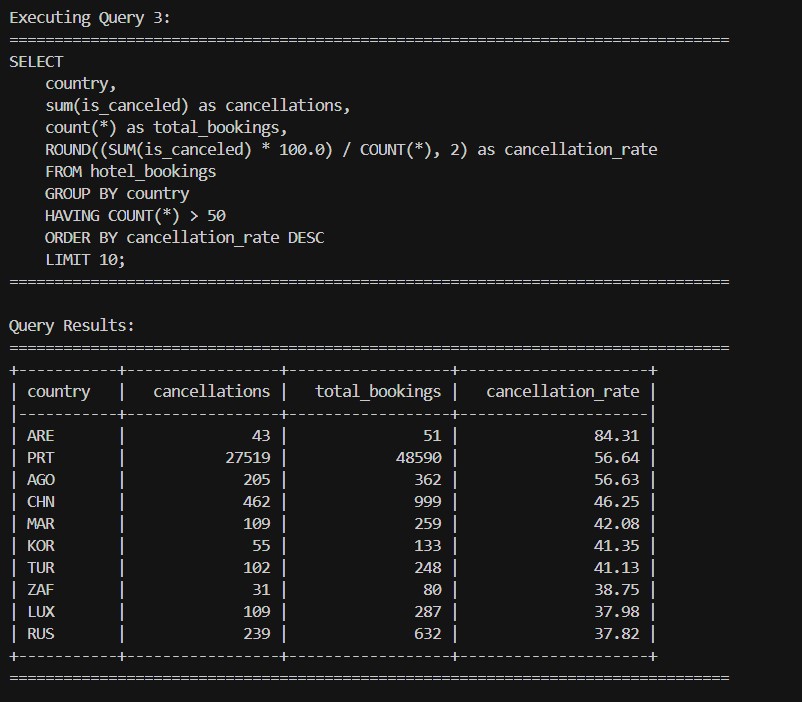 Executing Query 3:
================================================================================
SELECT
    country,
    sum(is_canceled) as cancellations,
    count(*) as total_bookings,
    ROUND((SUM(is_canceled) * 100.0) / COUNT(*), 2) as cancellation_rate
    FROM hotel_bookings
    GROUP BY country
    HAVING COUNT(*) > 50
    ORDER BY cancellation_rate DESC
    LIMIT 10;
================================================================================

Query Results:
================================================================================
+-----------+-----------------+------------------+---------------------+
| country   |   cancellations |   total_bookings |   cancellation_rate |
|-----------+-----------------+------------------+---------------------|
| ARE       |              43 |               51 |               84.31 |
| PRT       |           27519 |            48590 |               56.64 |
| AGO       |             205 |              362 |               56.63 |
| CHN       |             462 |              999 |               46.25 |
| MAR       |             109 |              259 |               42.08 |
| KOR       |              55 |              133 |               41.35 |
| TUR       |             102 |              248 |               41.13 |
| ZAF       |              31 |               80 |               38.75 |
| LUX       |             109 |              287 |               37.98 |
| RUS       |             239 |              632 |               37.82 |
+-----------+-----------------+------------------+---------------------+
================================================================================